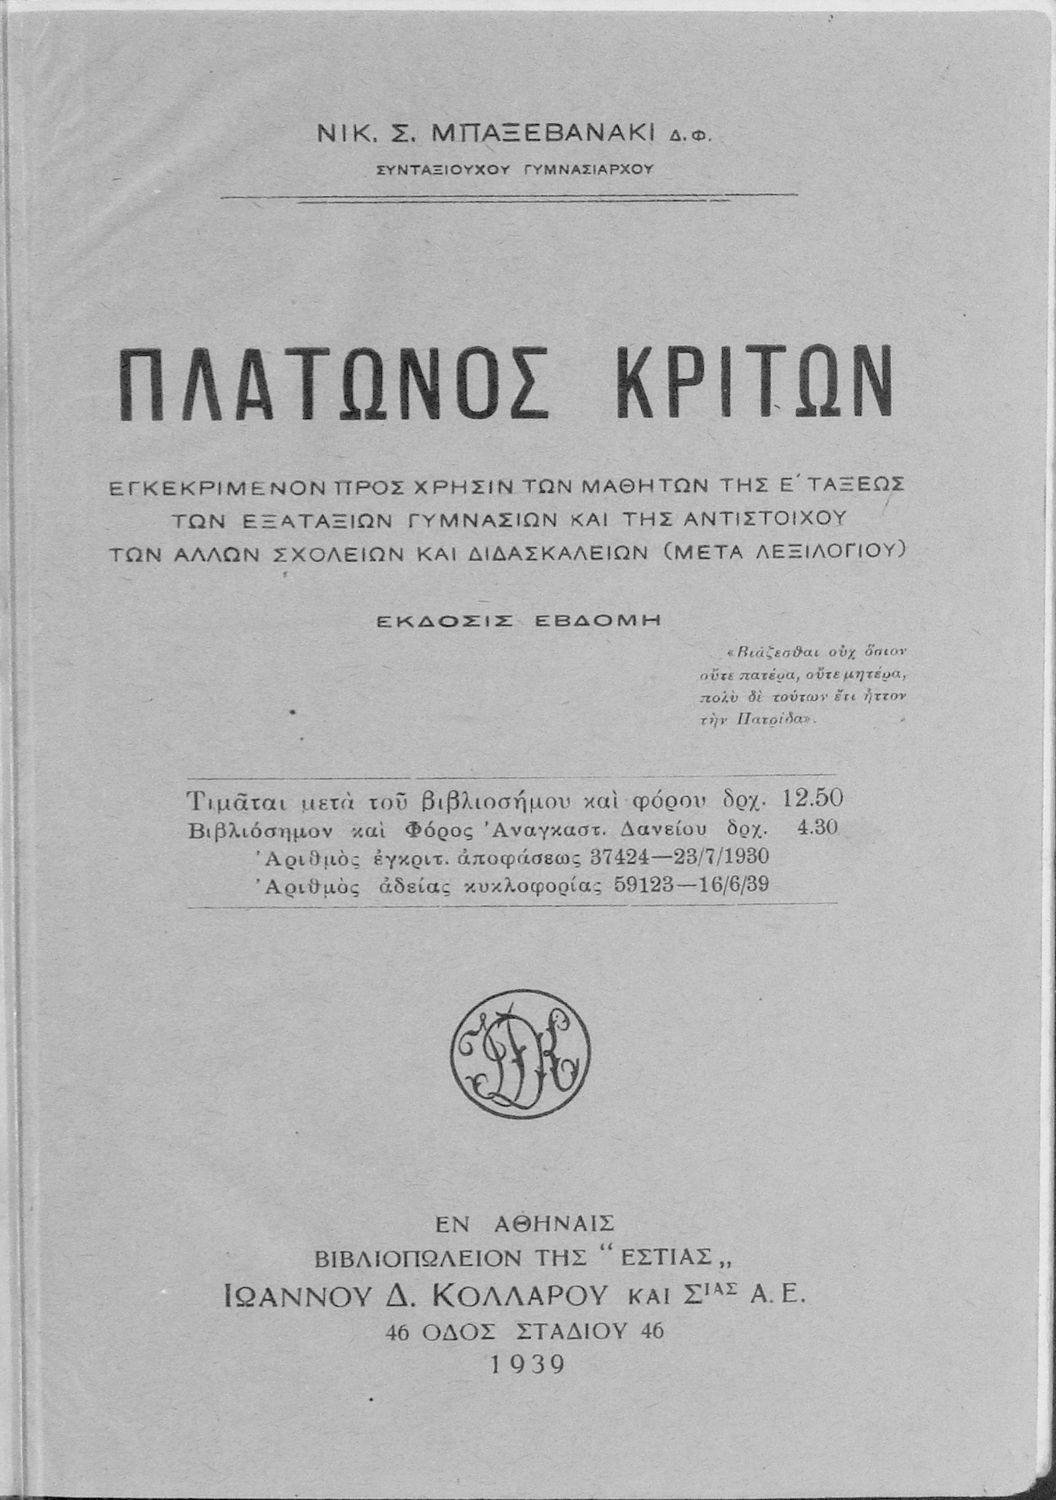 ΝΙΚ. Σ. ΜΠΑΞΕΒΑΝΑΚΙ Δ.Φ.
ΣΥΝΤΑΞΙΟΥΧΟΥ ΓΥΜΝΑΣΙΑΡΧΟΥ
ΠΛΑΤΩΝΟΣ ΚΡΙΤΩΝ
ΕΓΚΕΚΡΙΜΕΝΟΝ ΠΡΟΣ ΧΡΗΣΙΝ ΤΩΝ ΜΑΘΗΤΩΝ ΤΗΣ Ε΄ ΤΑΞΕΩΣ
ΤΩΝ ΕΞΑΤΑΞΙΩΝ ΓΥΜΝΑΣΙΩΝ ΚΑΙ ΤΗΣ ΑΝΤΙΣΤΟΙΧΟΥ
ΤΩΝ ΑΛΛΩΝ ΣΧΟΛΕΙΩΝ ΚΑΙ ΔΙΔΑΣΚΑΛΕΙΩΝ (ΜΕΤΑ ΛΕΞΙΛΟΓΙΟΥ)
ΕΚΔΟΣΙΣ ΕΒΔΟΜΗ
«Βιάζεσθαι οὐχ ὅσιον
οὔτε πατέρα, οὔτε μητέρα,
πολὺ δὲ τούτων ἔτι ἧττον
τὴν Πατρίδα».
Τιμᾶται μετὰ τοῦ βιβλιοσήμου καὶ φόρου δρχ. 12.50
Βιβλιόσημον καὶ Φόρος Ἀναγκαστ. Δανείου δρχ. 4.30
Ἀριθμὸς ἐγκριτ. ἀποφάσεως 37424—23/7/1930
Ἀριθμὸς ἀδείας κυκλοφορίας 59123—16/6/39
ΙΔΚ
ΕΝ ΑΘΗΝΑΙΣ
ΒΙΒΛΙΟΠΩΛΕΙΟΝ ΤΗΣ "ΕΣΤΙΑΣ„
ΙΩΑΝΝΟΥ Δ. ΚΟΛΛΑΡΟΥ ΚΑΙ ΣΙΑΣ Α.Ε.
46 ΟΔΟΣ ΣΤΑΔΙΟΥ 46
1939